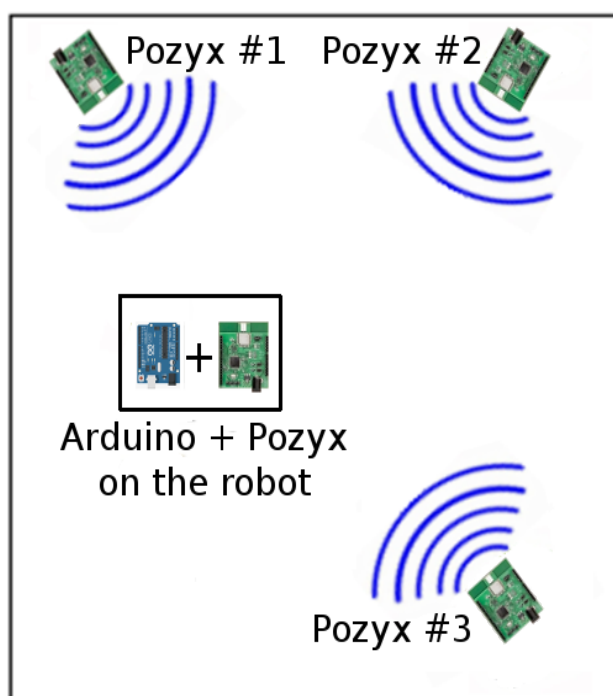 Pozyx #1
Pozyx #2
+
Arduino + Pozyx
on the robot
Pozyx #3